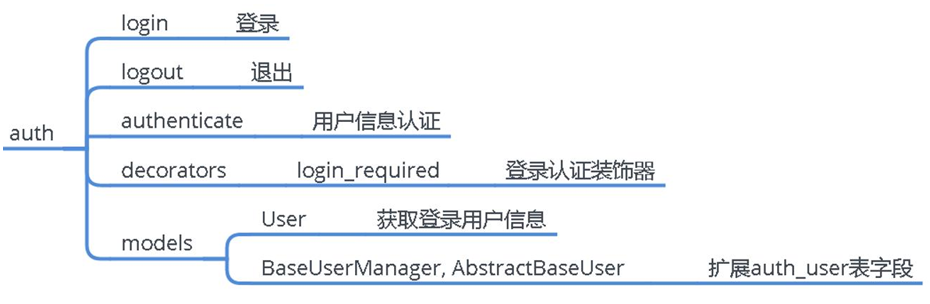 login 登录
logout 退出
authenticate 用户信息认证
auth
decorators login_required 登录认证装饰器
User 获取登录用户信息
models
BaseUserManager, AbstractBaseUser 扩展auth_user表字段